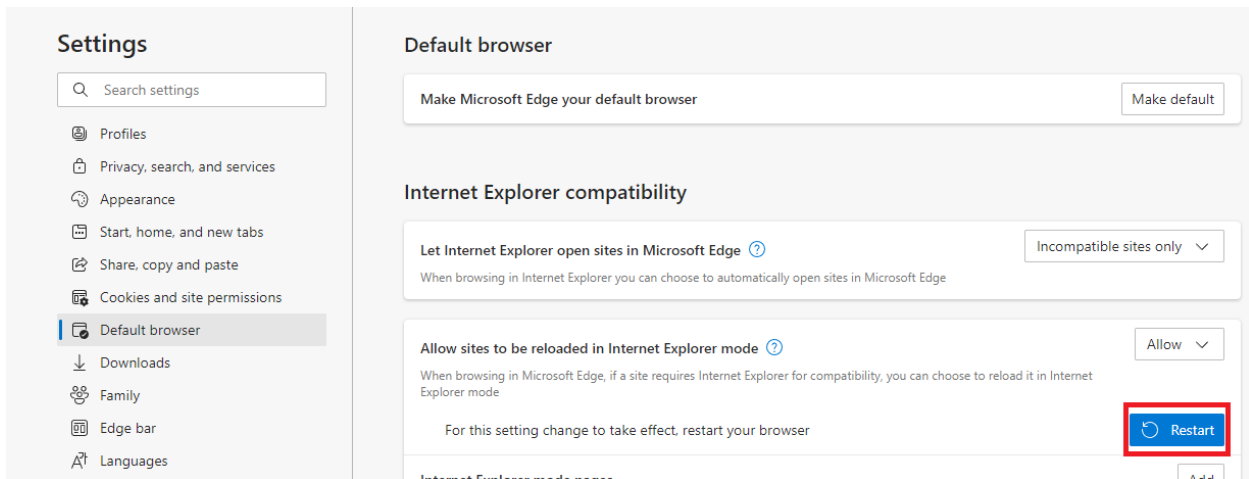 Settings
Search settings
Profiles
Privacy, search, and services
Appearance
Start, home, and new tabs
Share, copy and paste
Cookies and site permissions
Default browser
Downloads
Family
Edge bar
Languages
Default browser
Make Microsoft Edge your default browser
Make default
Internet Explorer compatibility
Let Internet Explorer open sites in Microsoft Edge ?
Incompatible sites only
When browsing in Internet Explorer you can choose to automatically open sites in Microsoft Edge
Allow sites to be reloaded in Internet Explorer mode ?
Allow
When browsing in Microsoft Edge, if a site requires Internet Explorer for compatibility, you can choose to reload it in Internet
Explorer mode
For this setting change to take effect, restart your browser
Restart
Internet Explorer mode pages
Add